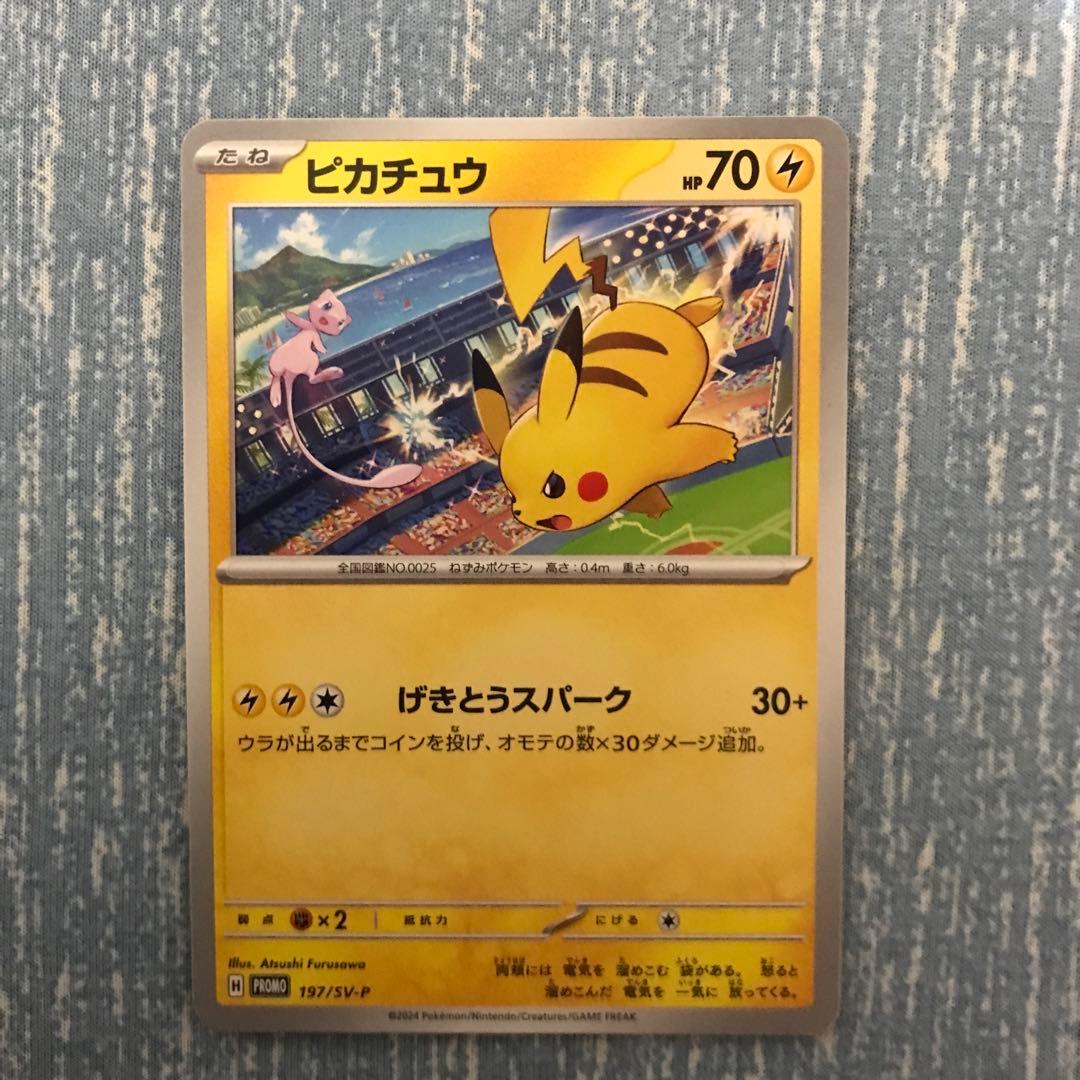 たね ピカチュウ HP70
全国図鑑NO.0025 ねずみポケモン 高さ:0.4m 重さ:6.0kg
げきとうスパーク 30+
ウラが出るまでコインを投げ、オモテの数×30ダメージ追加。
弱点 ×2 抵抗力 にげる
Illus. Atsushi Furusawa
両頬には 電気を 溜めこむ 袋がある。 怒ると
溜めこんだ 電気を 一気に 放ってくる。
H PROMO 197/SV-P
©2024 Pokémon/Nintendo/Creatures/GAME FREAK